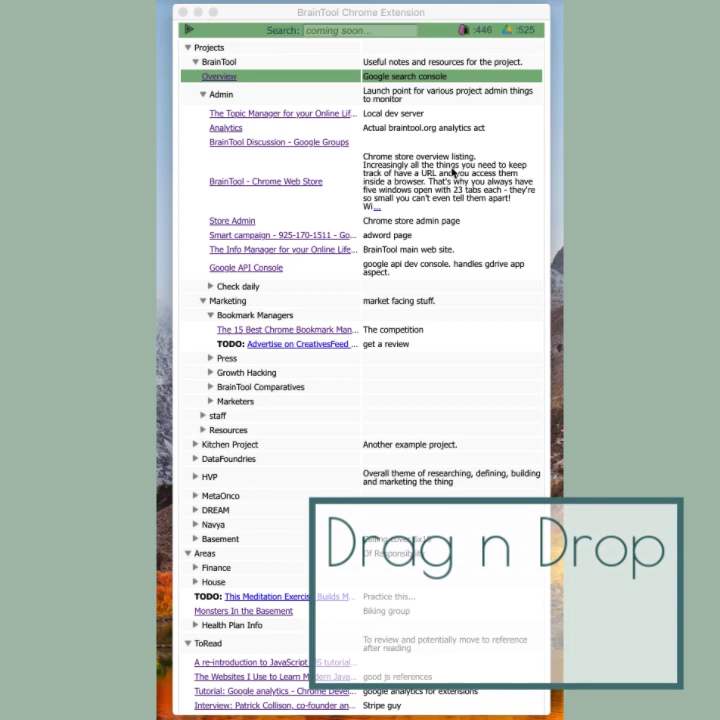 BrainTool Chrome Extension
Search: coming soon... :446 :525
Projects
BrainTool Useful notes and resources for the project.
Overview Google search console
Admin Launch point for various project admin things
to monitor
The Topic Manager for your Online Lif... Local dev server
Analytics Actual braintool.org analytics act
BrainTool Discussion - Google Groups
BrainTool - Chrome Web Store Chrome store overview listing.
Increasingly all the things you need to keep
track of have a URL and you access them
inside a browser. That's why you always have
five windows open with 23 tabs each - they're
so small you can't even tell them apart!
Wi...
Store Admin Chrome store admin page
Smart campaign - 925-170-1511 - Go... adword page
The Info Manager for your Online Life... BrainTool main web site.
Google API Console google api dev console. handles gdrive app
aspect.
Check daily
Marketing market facing stuff.
Bookmark Managers
The 15 Best Chrome Bookmark Man... The competition
TODO: Advertise on CreativesFeed ... get a review
Press
Growth Hacking
BrainTool Comparatives
Marketers
staff
Resources
Kitchen Project Another example project.
DataFoundries
HVP Overall theme of researching, defining, building
and marketing the thing
MetaOnco
DREAM
Navya
Basement
Drag n Drop
Areas Of Responsibility
Finance
House
TODO: This Meditation Exercise Builds M... Practice this...
Monsters In the Basement Biking group
Health Plan Info
ToRead To review and potentially move to reference
after reading
A re-introduction to JavaScript (JS tutorial...
The Websites I Use to Learn Modern Java... good js references
Tutorial: Google analytics - Chrome Devel... google analytics for extensions
Interview: Patrick Collison, co-founder an... Stripe guy